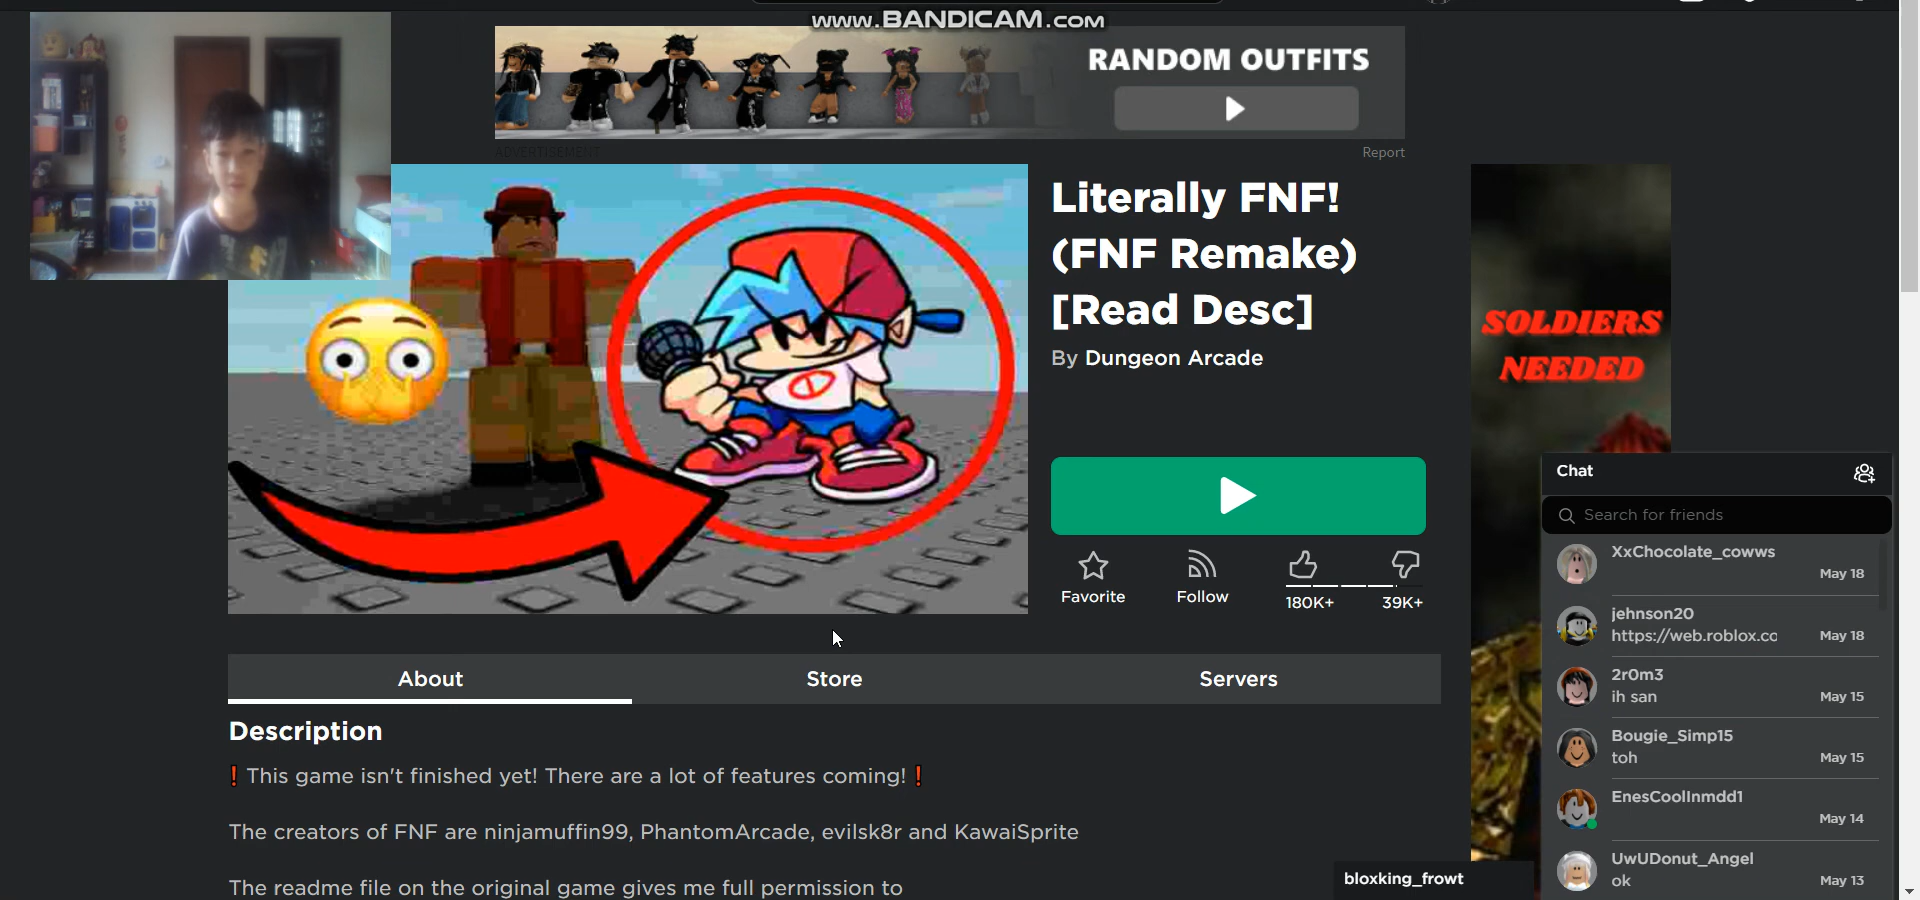 www.BANDICAM.com
RANDOM OUTFITS
ADVERTISEMENT
Report
Literally FNF!
(FNF Remake)
[Read Desc]
By Dungeon Arcade
SOLDIERS
NEEDED
Favorite
Follow
180K+
39K+
About
Store
Servers
Description
❗This game isn't finished yet! There are a lot of features coming!❗
The creators of FNF are ninjamuffin99, PhantomArcade, evilsk8r and KawaiSprite
The readme file on the original game gives me full permission to
Chat
Search for friends
XxChocolate_cowws
May 18
jehnson20
https://web.roblox.cc May 18
2r0m3
ih san May 15
Bougie_Simp15
toh May 15
EnesCoolInmdd1
May 14
UwUDonut_Angel
ok May 13
bloxking_frowt